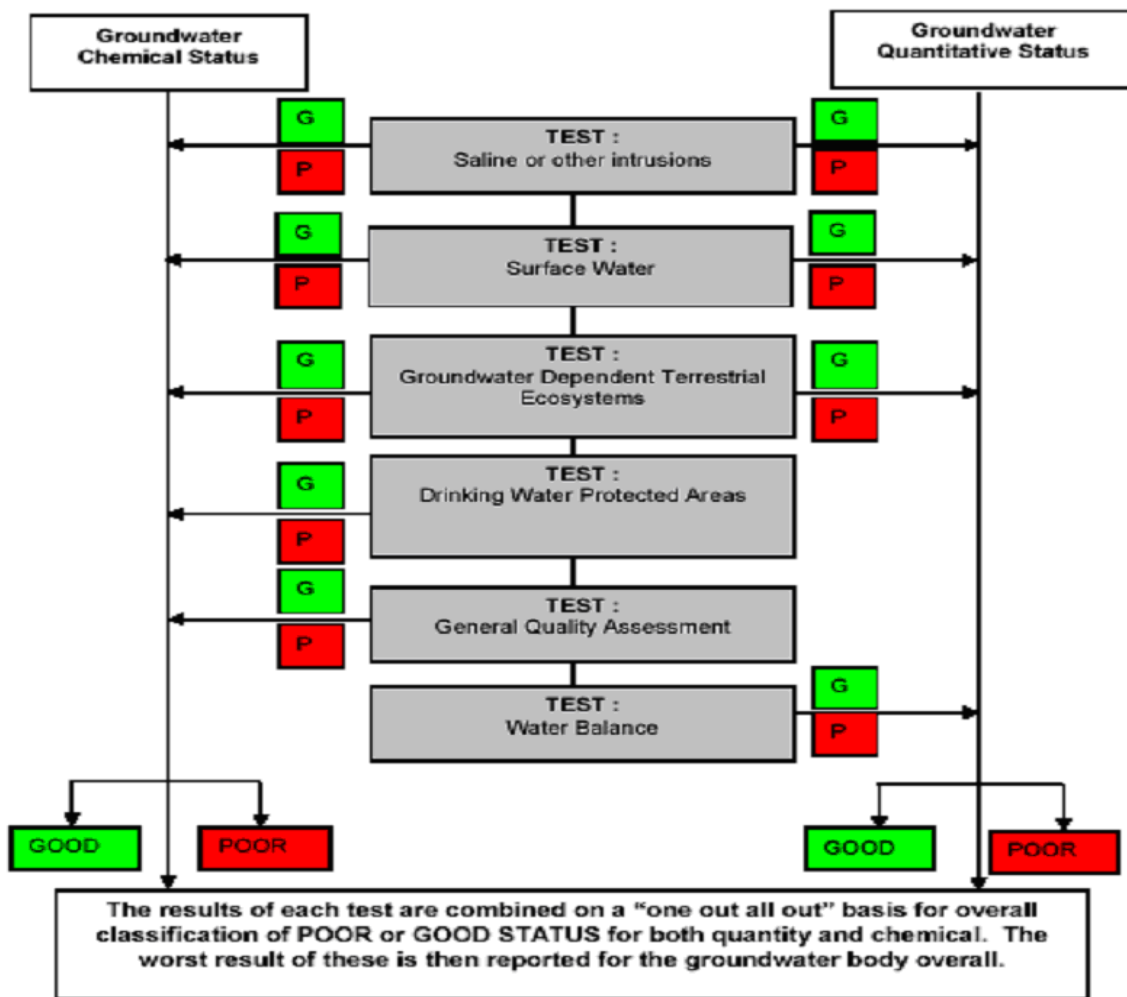 Groundwater
Chemical Status
Groundwater
Quantitative Status
G
P
TEST :
Saline or other intrusions
G
P
G
P
TEST :
Surface Water
G
P
G
P
TEST :
Groundwater Dependent Terrestrial
Ecosystems
G
P
G
P
TEST :
Drinking Water Protected Areas
G
P
TEST :
General Quality Assessment
TEST :
Water Balance
G
P
GOOD
POOR
GOOD
POOR
The results of each test are combined on a “one out all out” basis for overall
classification of POOR or GOOD STATUS for both quantity and chemical. The
worst result of these is then reported for the groundwater body overall.